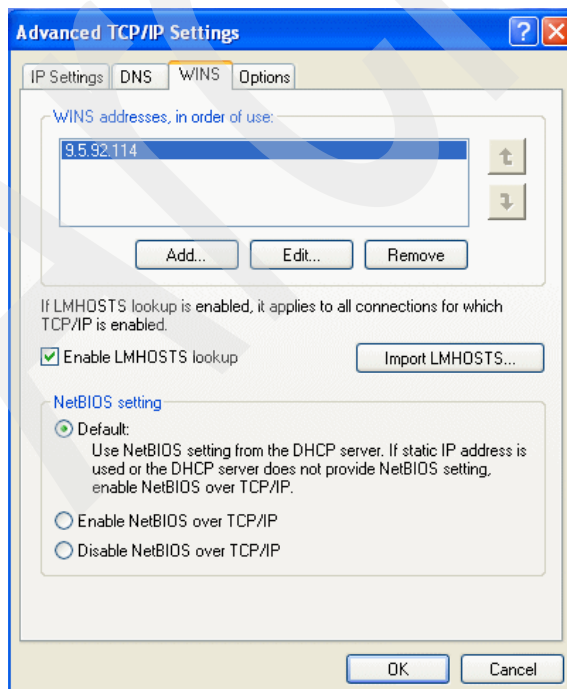 Advanced TCP/IP Settings
IP Settings DNS WINS Options
WINS addresses, in order of use:
9.5.92.114
Add... Edit... Remove
If LMHOSTS lookup is enabled, it applies to all connections for which
TCP/IP is enabled.
Enable LMHOSTS lookup Import LMHOSTS...
NetBIOS setting
Default:
Use NetBIOS setting from the DHCP server. If static IP address is
used or the DHCP server does not provide NetBIOS setting,
enable NetBIOS over TCP/IP.
Enable NetBIOS over TCP/IP
Disable NetBIOS over TCP/IP
OK Cancel